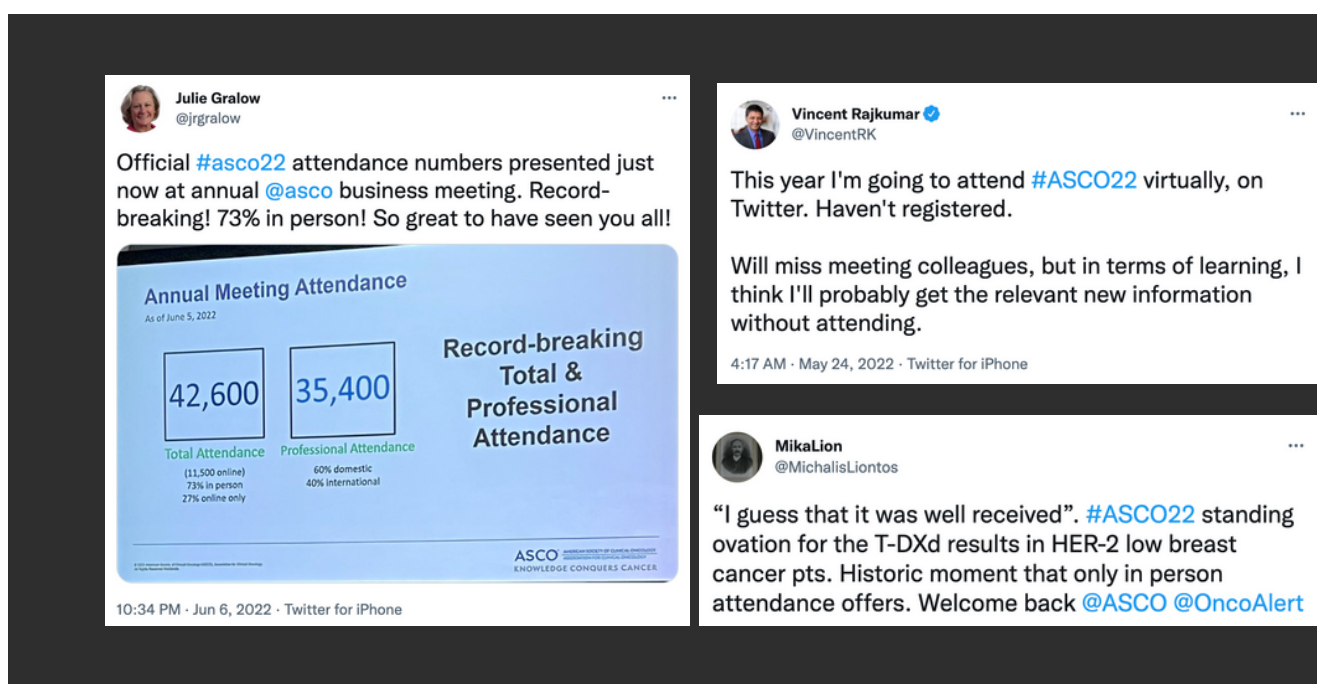 Julie Gralow
@jrgralow
Official #asco22 attendance numbers presented just
now at annual @asco business meeting. Record-
breaking! 73% in person! So great to have seen you all!
Annual Meeting Attendance
As of June 5, 2022
42,600
Total Attendance
(11,500 online)
73% in person
27% online only
35,400
Professional Attendance
60% domestic
40% International
Record-breaking
Total &
Professional
Attendance
ASCO
AMERICAN SOCIETY OF CLINICAL ONCOLOGY
KNOWLEDGE CONQUERS CANCER
10:34 PM · Jun 6, 2022 · Twitter for iPhone
Vincent Rajkumar
@VincentRK
This year I'm going to attend #ASCO22 virtually, on
Twitter. Haven't registered.
Will miss meeting colleagues, but in terms of learning, I
think I'll probably get the relevant new information
without attending.
4:17 AM · May 24, 2022 · Twitter for iPhone
MikaLion
@MichalisLiontos
“I guess that it was well received”. #ASCO22 standing
ovation for the T-DXd results in HER-2 low breast
cancer pts. Historic moment that only in person
attendance offers. Welcome back @ASCO @OncoAlert